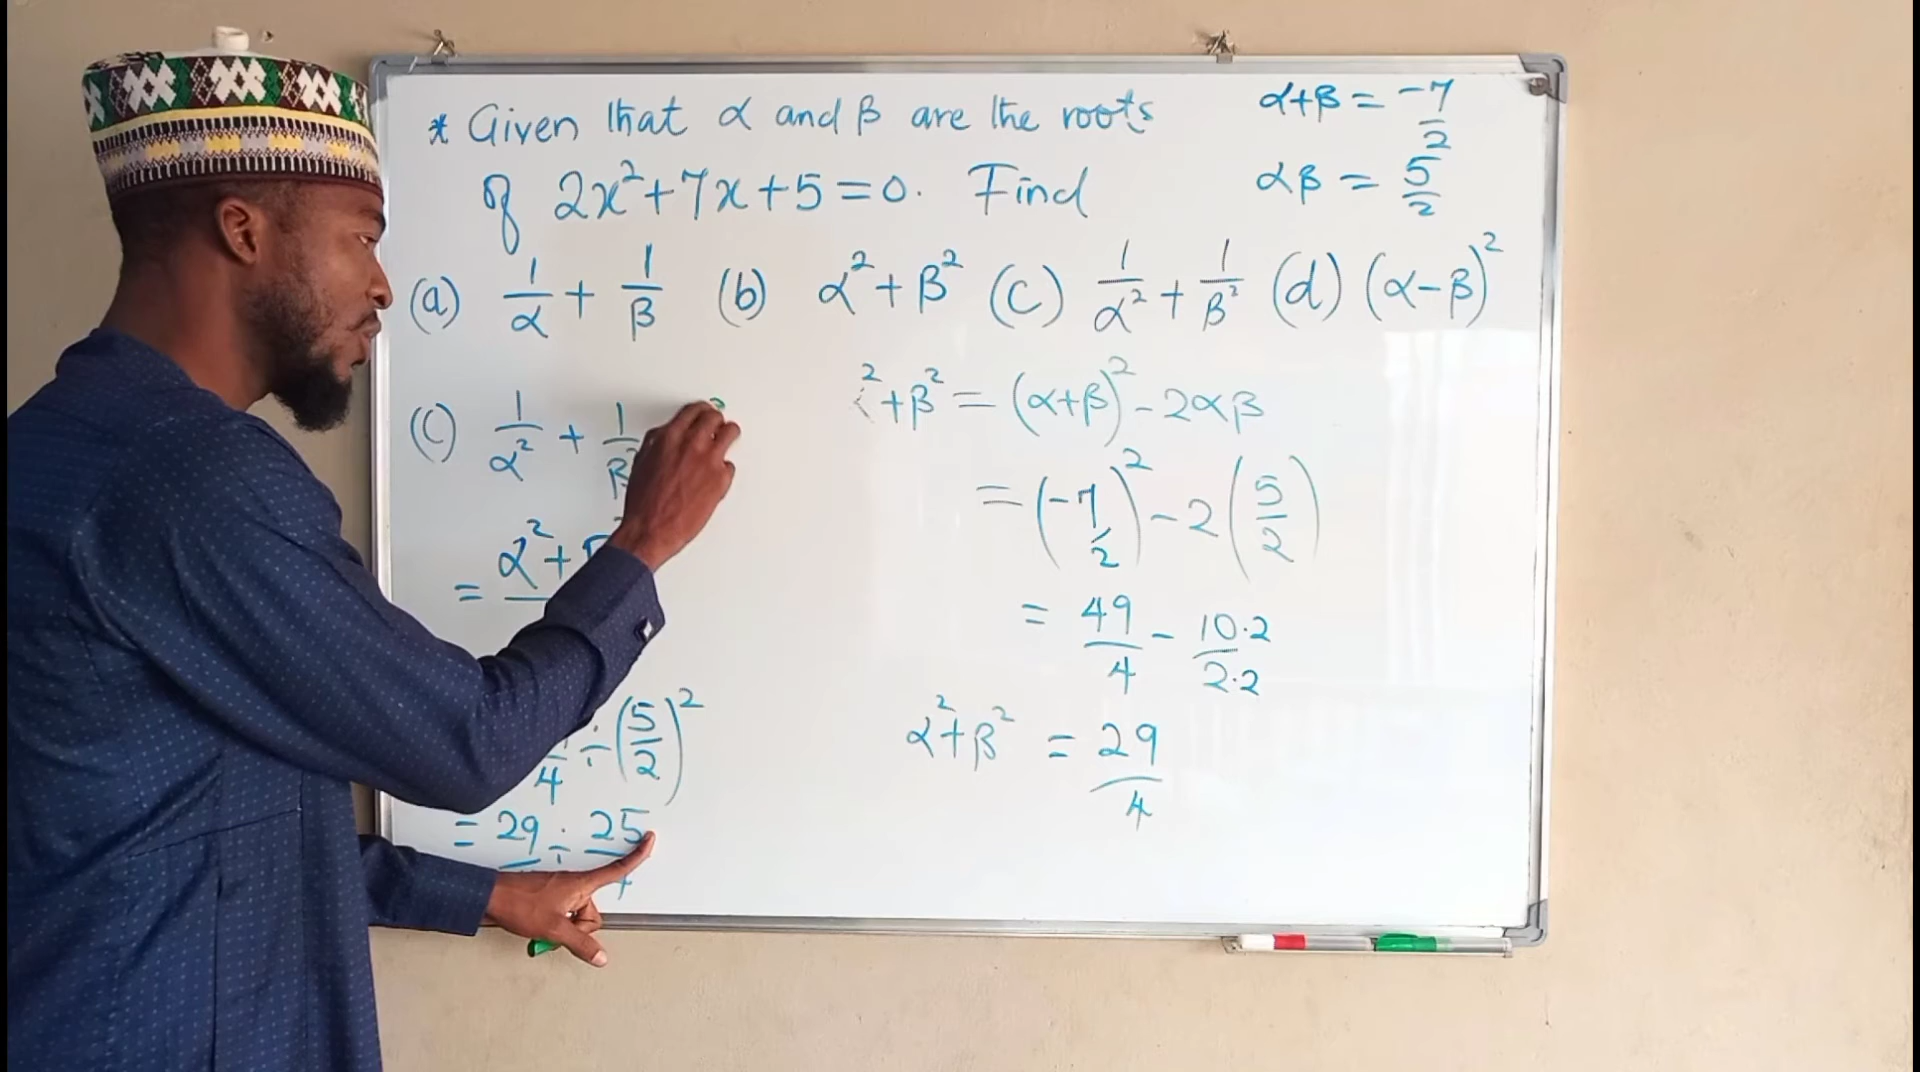 * Given that α and β are the roots
of 2x²+7x+5=0. Find
α+β = -7/2
αβ = 5/2
(a) 1/α + 1/β (b) α²+β² (c) 1/α² + 1/β² (d) (α-β)²
(c) 1/α² + 1/β²
= α²+
4 ÷ (5/2)²
= 29 ÷ 25
²+β² = (α+β)² - 2αβ
= (-7/2)² - 2(5/2)
= 49/4 - 10·2/2·2
α²+β² = 29/4